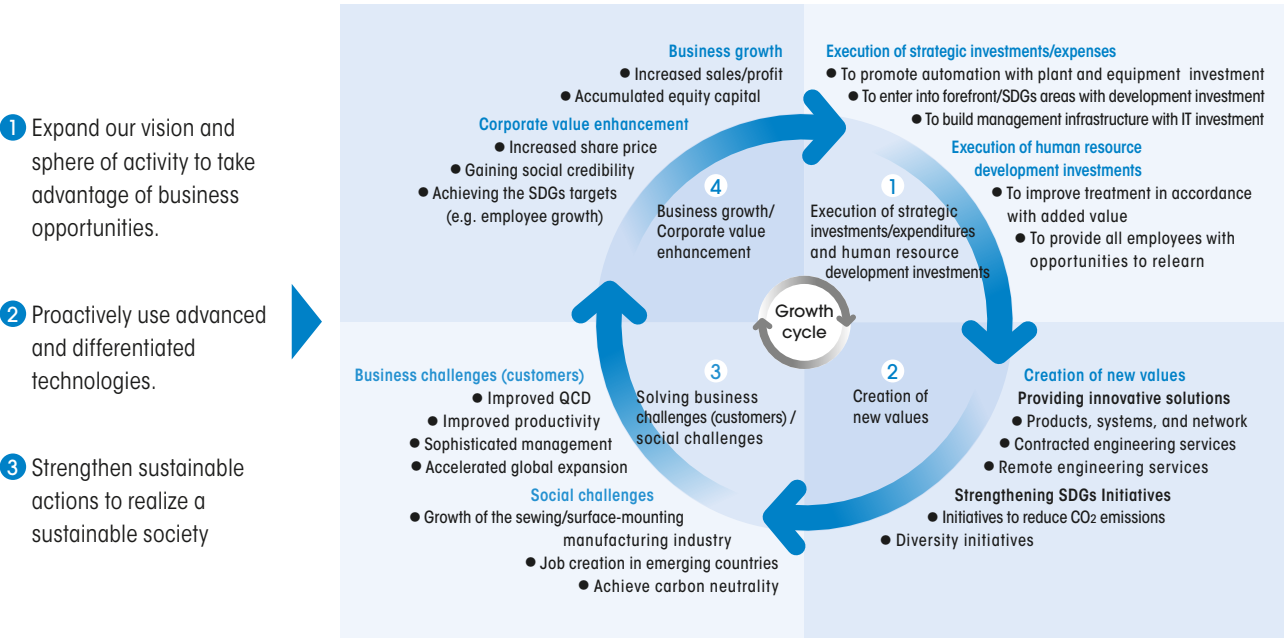 1 Expand our vision and
sphere of activity to take
advantage of business
opportunities.
2 Proactively use advanced
and differentiated
technologies.
3 Strengthen sustainable
actions to realize a
sustainable society
Business growth
● Increased sales/profit
● Accumulated equity capital
Corporate value enhancement
● Increased share price
● Gaining social credibility
● Achieving the SDGs targets
(e.g. employee growth)
4
Business growth/
Corporate value
enhancement
Execution of strategic investments/expenses
● To promote automation with plant and equipment investment
● To enter into forefront/SDGs areas with development investment
● To build management infrastructure with IT investment
Execution of human resource
development investments
● To improve treatment in accordance
with added value
● To provide all employees with
opportunities to relearn
1
Execution of strategic
investments/expenditures
and human resource
development investments
Growth
cycle
Business challenges (customers)
● Improved QCD
● Improved productivity
● Sophisticated management
● Accelerated global expansion
Social challenges
● Growth of the sewing/surface-mounting
manufacturing industry
● Job creation in emerging countries
● Achieve carbon neutrality
3
Solving business
challenges (customers) /
social challenges
2
Creation of
new values
Creation of new values
Providing innovative solutions
● Products, systems, and network
● Contracted engineering services
● Remote engineering services
Strengthening SDGs Initiatives
● Initiatives to reduce CO2 emissions
● Diversity initiatives